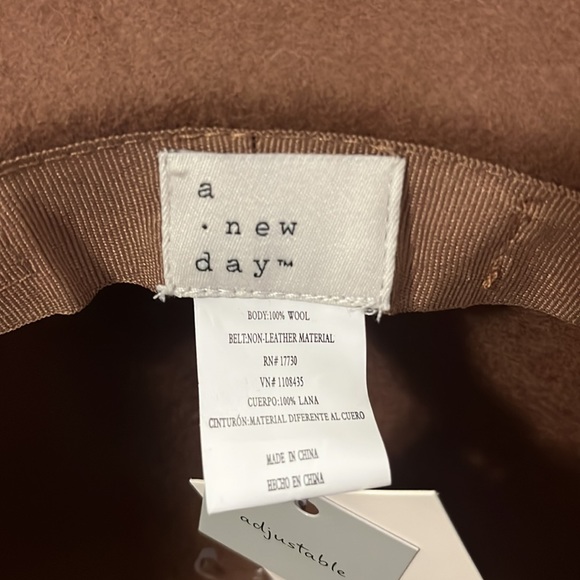 a
· new
day™
BODY:100% WOOL
BELT:NON-LEATHER MATERIAL
RN# 17730
VN# 1108435
CUERPO:100% LANA
CINTURÓN:MATERIAL DIFERENTE AL CUERO
MADE IN CHINA
HECHO EN CHINA
adjustable